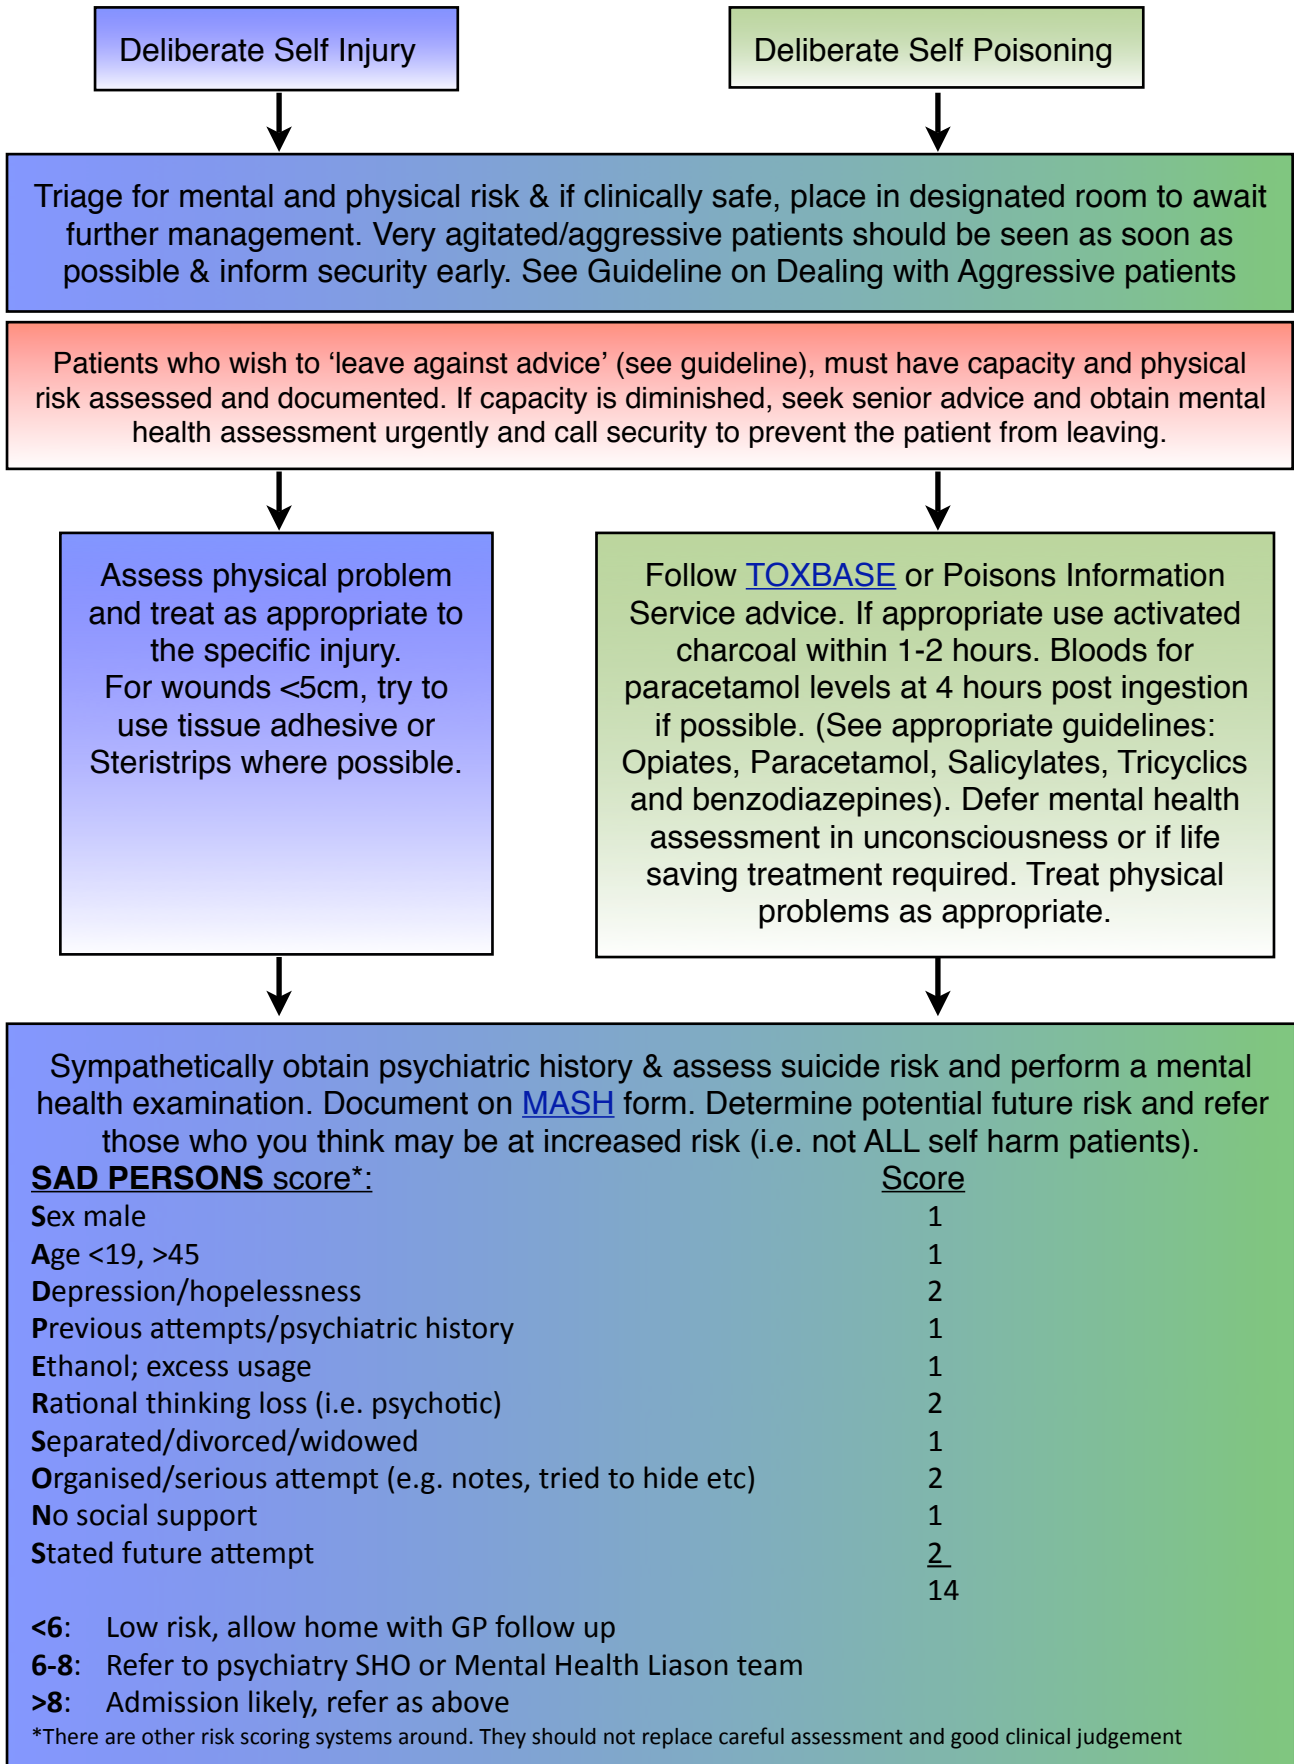 Deliberate Self Injury
Deliberate Self Poisoning
Triage for mental and physical risk & if clinically safe, place in designated room to await
further management. Very agitated/aggressive patients should be seen as soon as
possible & inform security early. See Guideline on Dealing with Aggressive patients
Patients who wish to ‘leave against advice’ (see guideline), must have capacity and physical
risk assessed and documented. If capacity is diminished, seek senior advice and obtain mental
health assessment urgently and call security to prevent the patient from leaving.
Assess physical problem
and treat as appropriate to
the specific injury.
For wounds <5cm, try to
use tissue adhesive or
Steristrips where possible.
Follow TOXBASE or Poisons Information
Service advice. If appropriate use activated
charcoal within 1-2 hours. Bloods for
paracetamol levels at 4 hours post ingestion
if possible. (See appropriate guidelines:
Opiates, Paracetamol, Salicylates, Tricyclics
and benzodiazepines). Defer mental health
assessment in unconsciousness or if life
saving treatment required. Treat physical
problems as appropriate.
Sympathetically obtain psychiatric history & assess suicide risk and perform a mental
health examination. Document on MASH form. Determine potential future risk and refer
those who you think may be at increased risk (i.e. not ALL self harm patients).
SAD PERSONS score*: Score
Sex male 1
Age <19, >45 1
Depression/hopelessness 2
Previous attempts/psychiatric history 1
Ethanol; excess usage 1
Rational thinking loss (i.e. psychotic) 2
Separated/divorced/widowed 1
Organised/serious attempt (e.g. notes, tried to hide etc) 2
No social support 1
Stated future attempt 2
14
<6: Low risk, allow home with GP follow up
6-8: Refer to psychiatry SHO or Mental Health Liason team
>8: Admission likely, refer as above
*There are other risk scoring systems around. They should not replace careful assessment and good clinical judgement